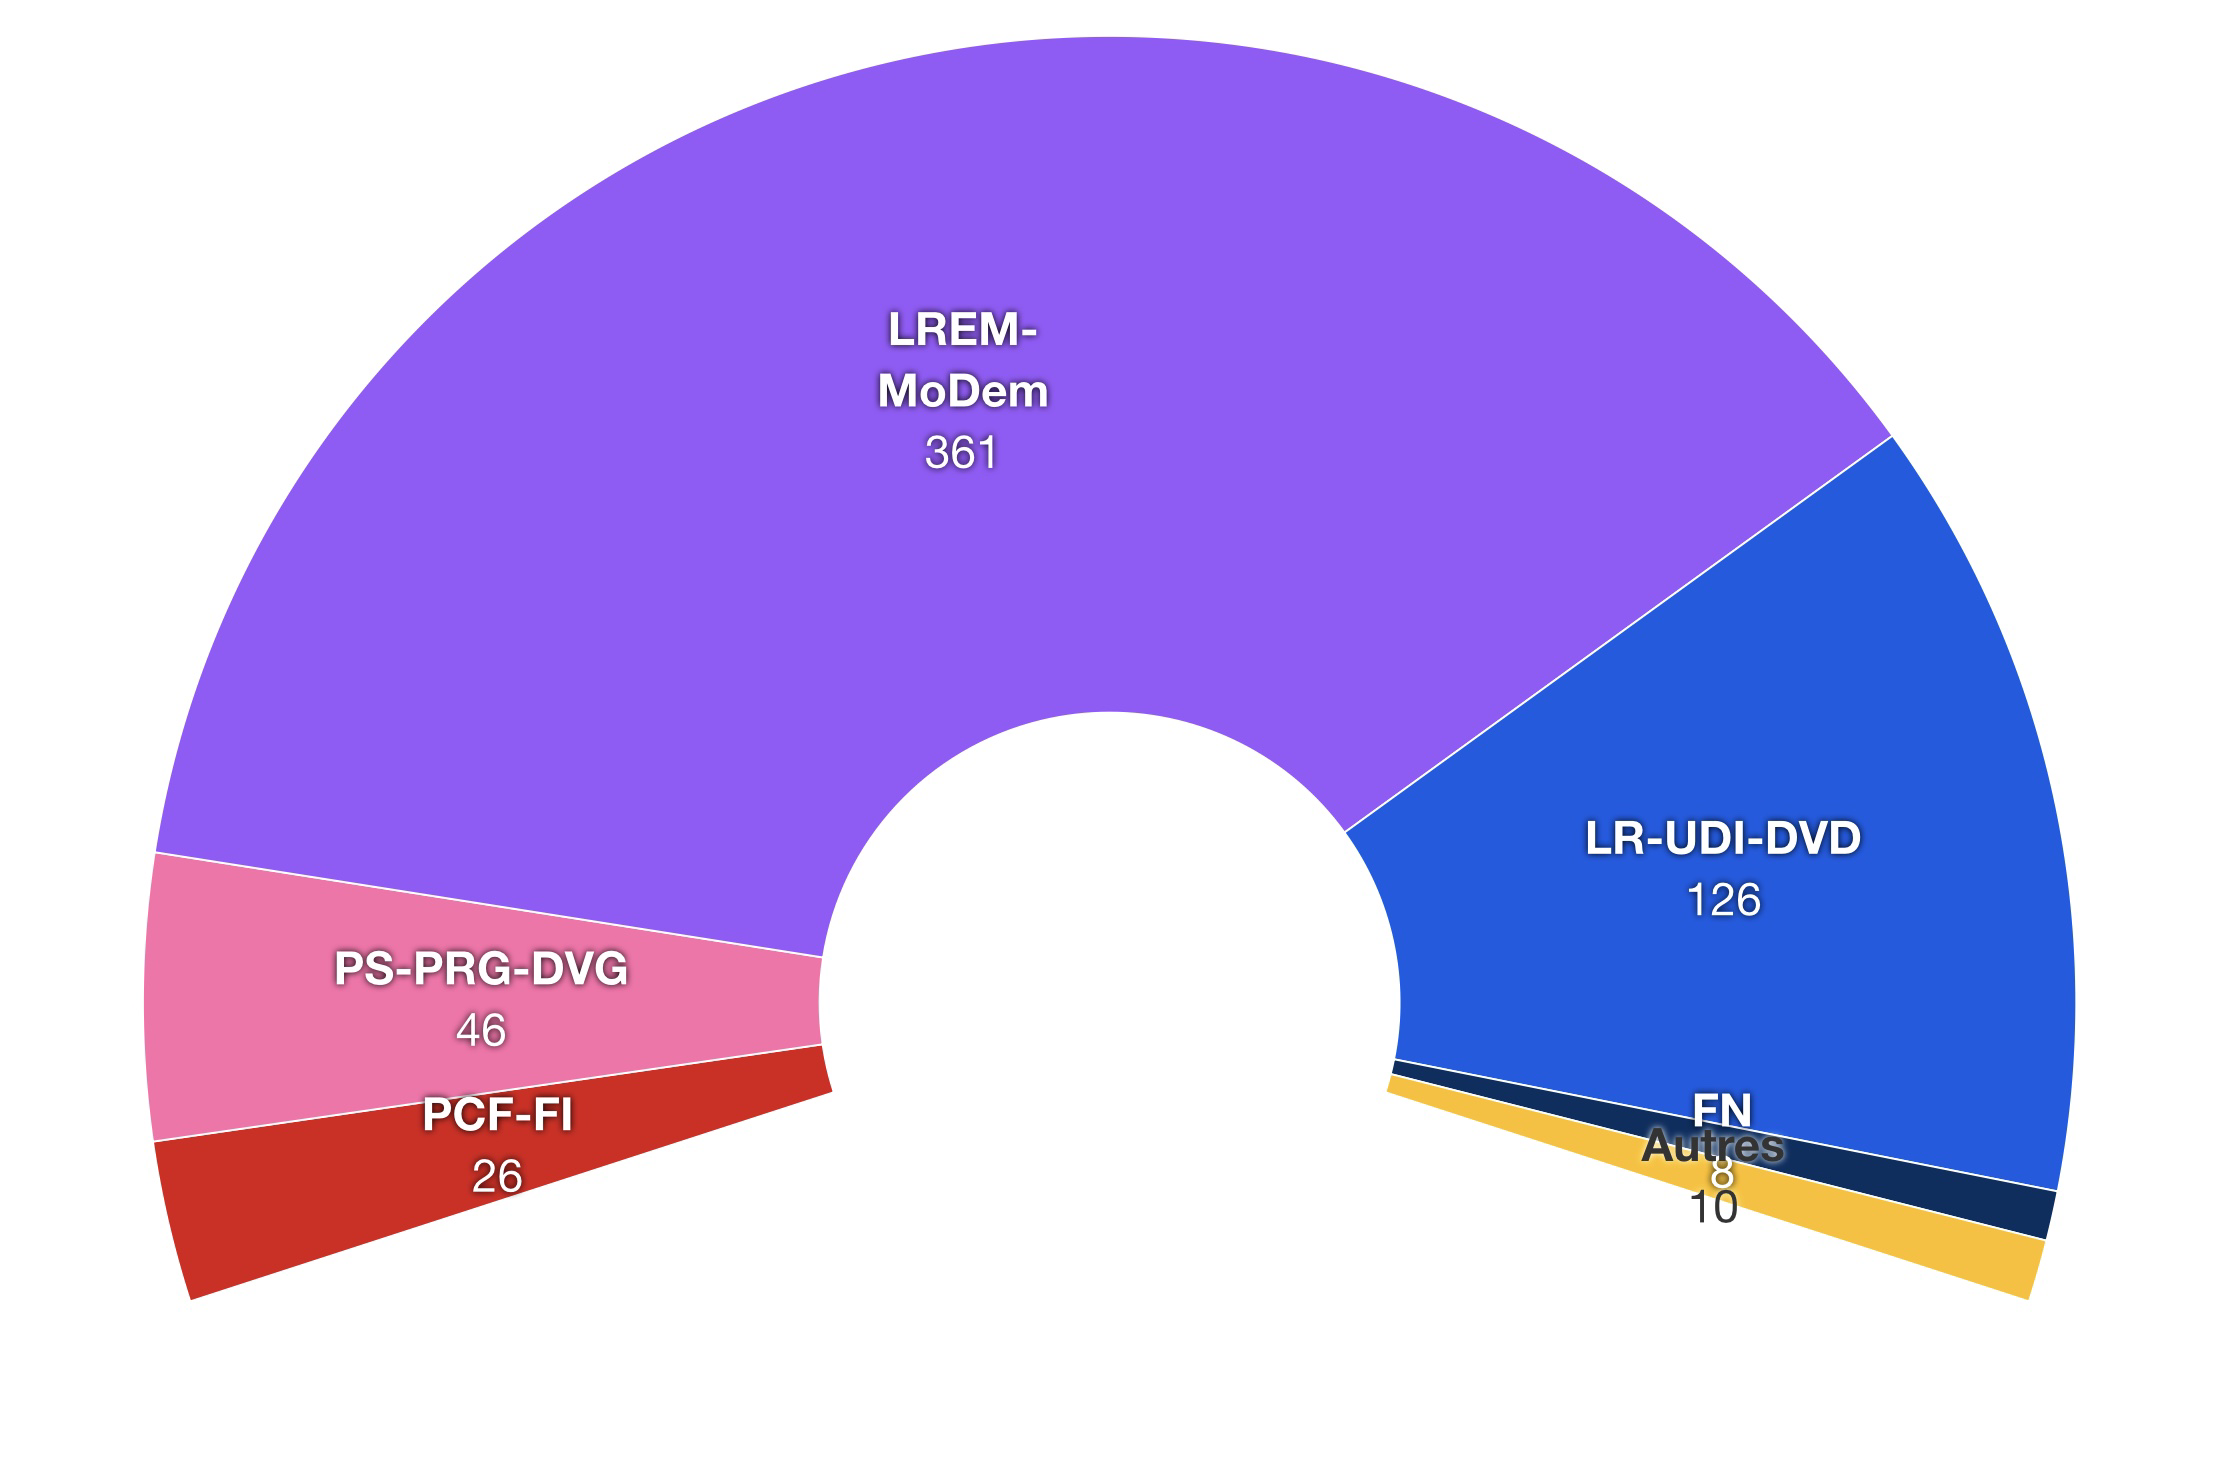 LREM-
MoDem
361
LR-UDI-DVD
126
PS-PRG-DVG
46
PCF-FI
26
FN
8
Autres
10